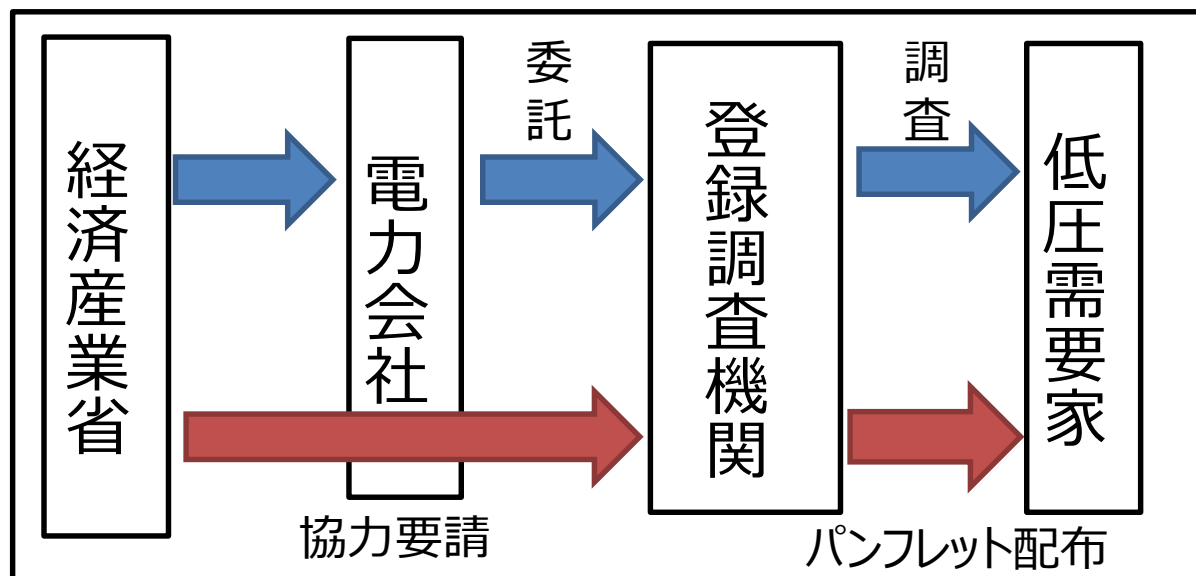 経済産業省
電力会社
委託
登録調査機関
調査
低圧需要家
協力要請
パンフレット配布